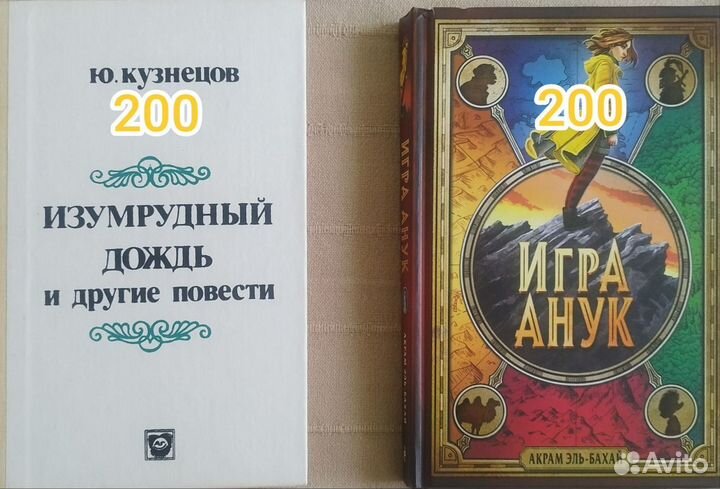 Ю. КУЗНЕЦОВ
200
ИЗУМРУДНЫЙ
ДОЖДЬ
И ДРУГИЕ ПОВЕСТИ
200
ИГРА АНУК
ИГРА
АНУК
АКРАМ ЭЛЬ-БАХАЙ
Avito